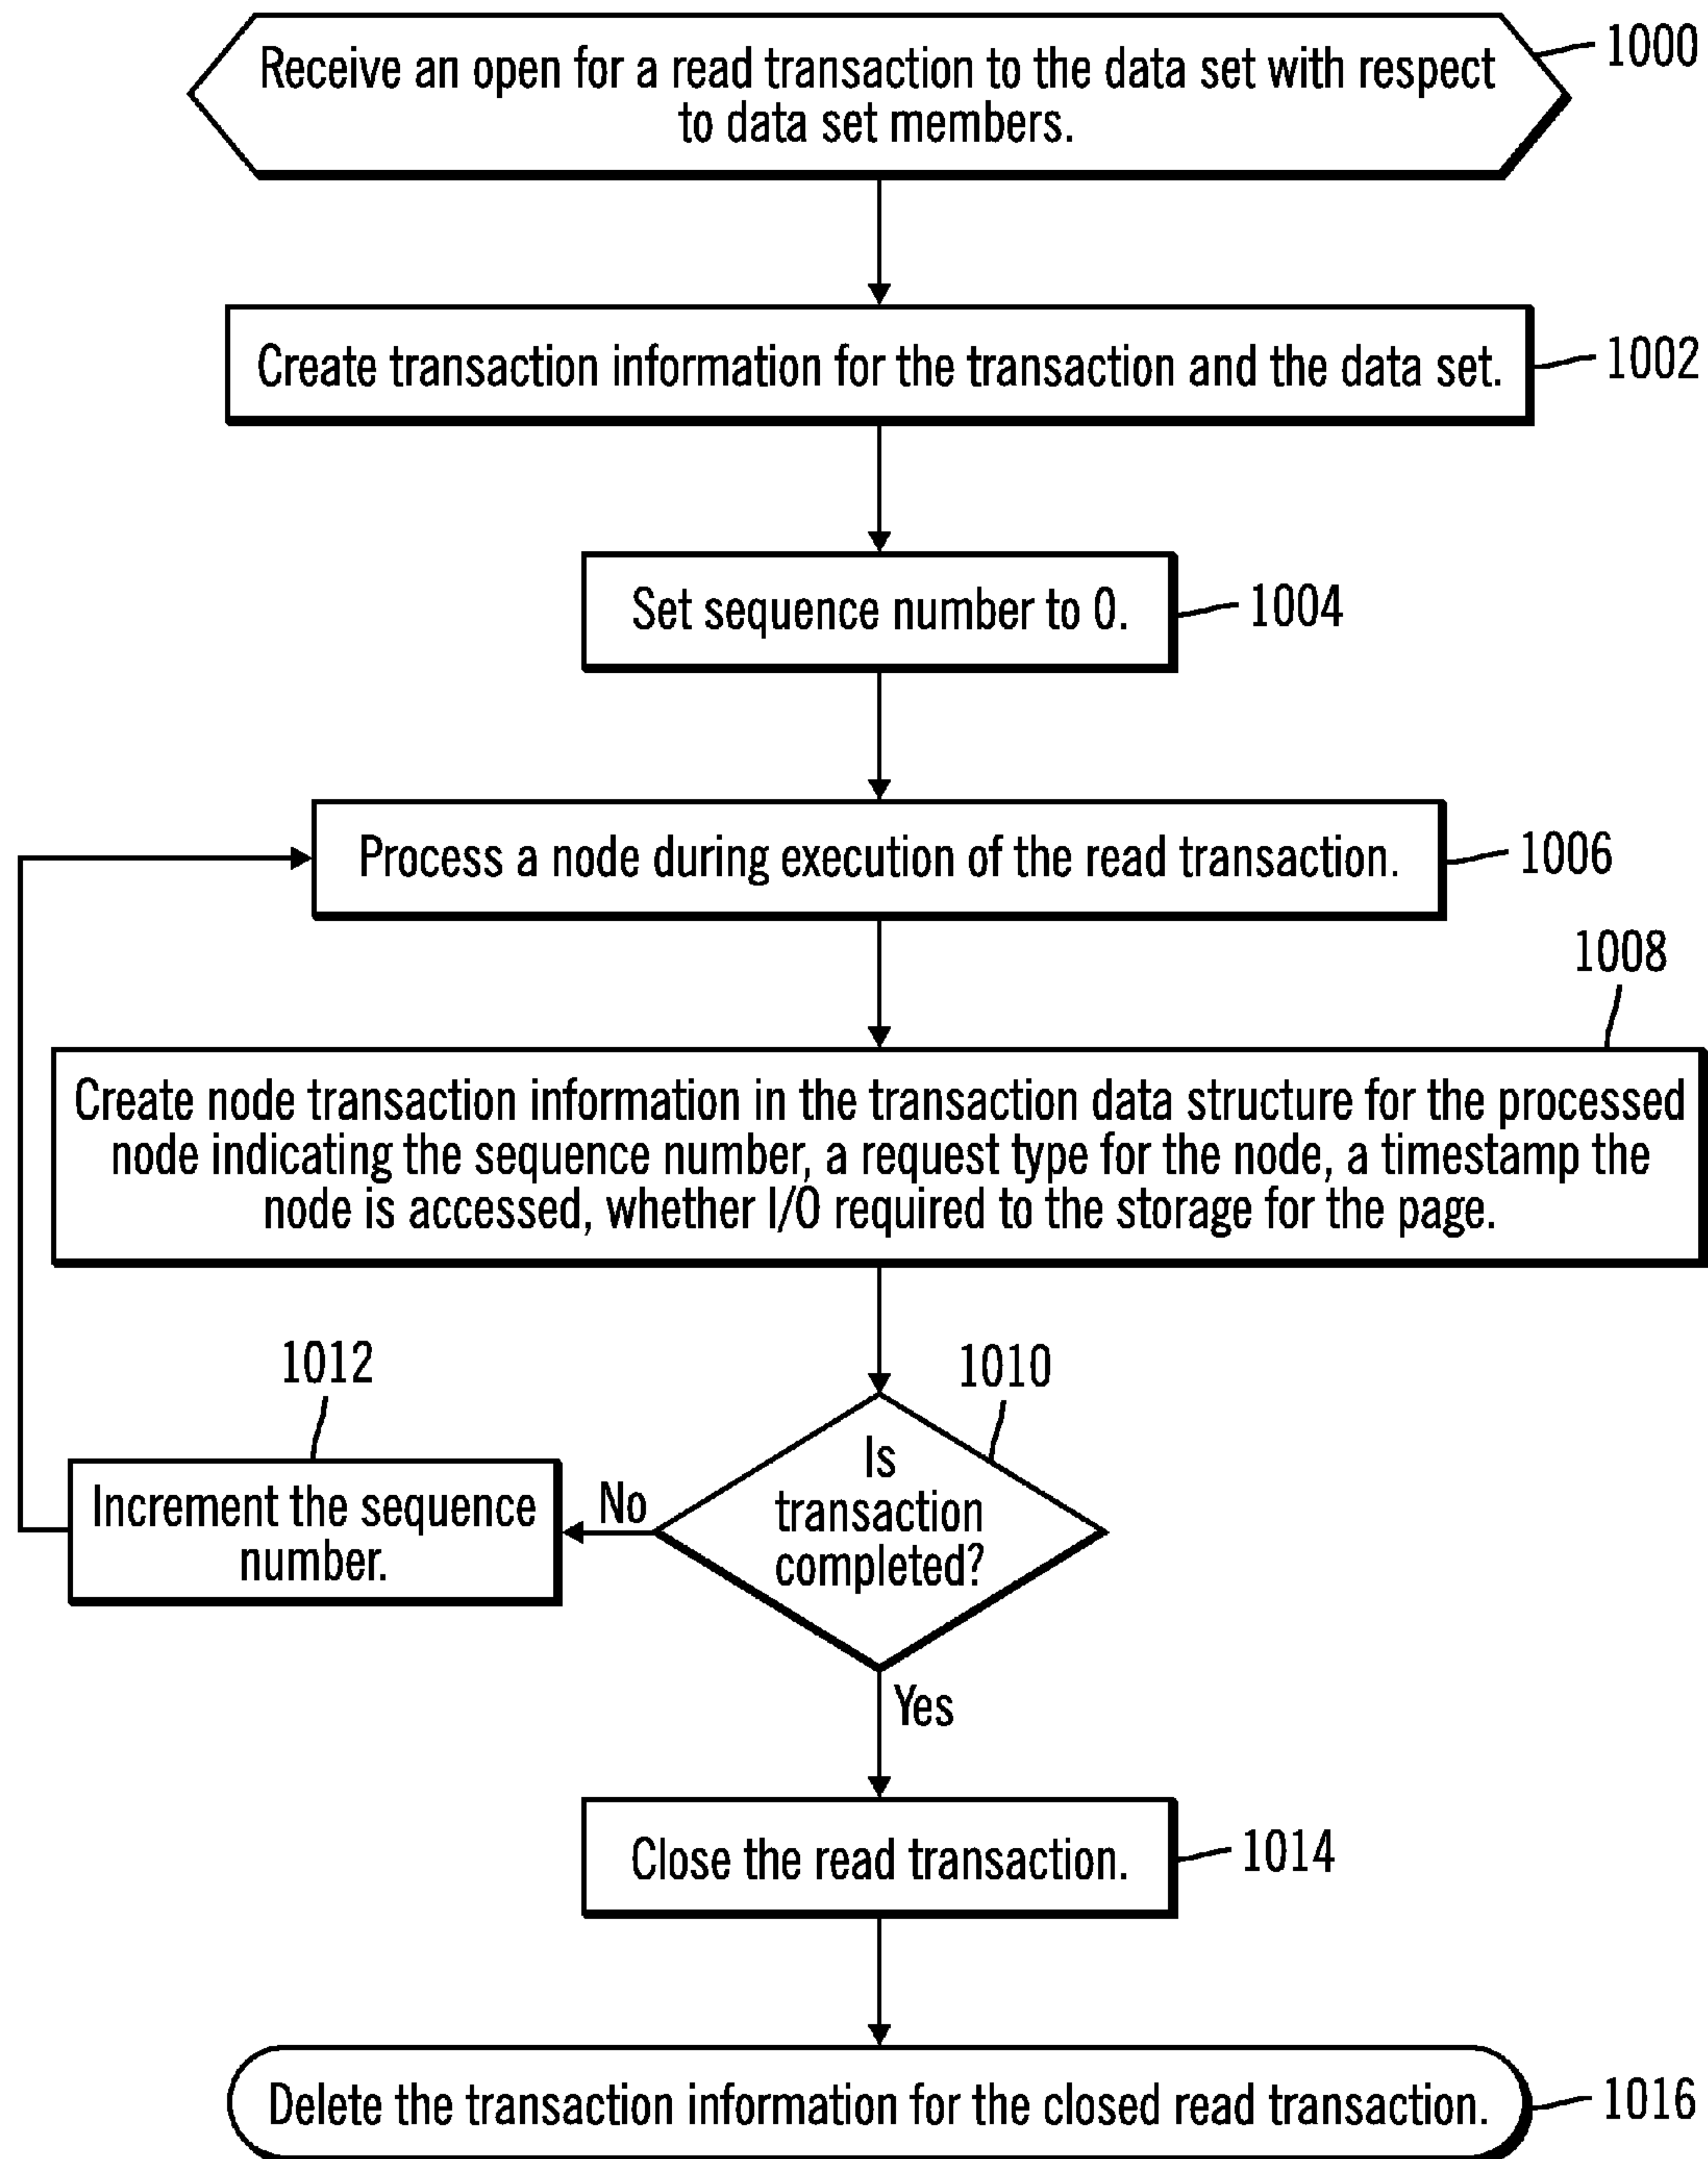 Receive an open for a read transaction to the data set with respect
to data set members.
1000
Create transaction information for the transaction and the data set.
1002
Set sequence number to 0.
1004
Process a node during execution of the read transaction.
1006
1008
Create node transaction information in the transaction data structure for the processed
node indicating the sequence number, a request type for the node, a timestamp the
node is accessed, whether I/O required to the storage for the page.
1012
1010
Is
transaction
completed?
No
Increment the sequence
number.
Yes
Close the read transaction.
1014
Delete the transaction information for the closed read transaction.
1016